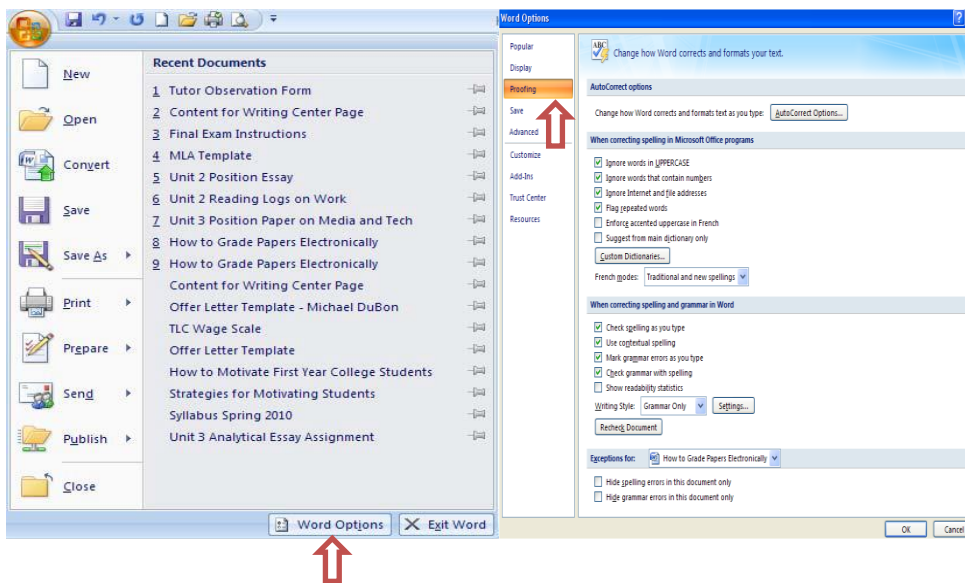 New
Open
Convert
Save
Save As
Print
Prepare
Send
Publish
Close
Recent Documents
1 Tutor Observation Form
2 Content for Writing Center Page
3 Final Exam Instructions
4 MLA Template
5 Unit 2 Position Essay
6 Unit 2 Reading Logs on Work
7 Unit 3 Position Paper on Media and Tech
8 How to Grade Papers Electronically
9 How to Grade Papers Electronically
Content for Writing Center Page
Offer Letter Template - Michael DuBon
TLC Wage Scale
Offer Letter Template
How to Motivate First Year College Students
Strategies for Motivating Students
Syllabus Spring 2010
Unit 3 Analytical Essay Assignment
Word Options
Exit Word
Word Options
?
Popular
Display
Proofing
Save
Advanced
Customize
Add-Ins
Trust Center
Resources
ABC
Change how Word corrects and formats your text.
AutoCorrect options
Change how Word corrects and formats text as you type: AutoCorrect Options...
When correcting spelling in Microsoft Office programs
Ignore words in UPPERCASE
Ignore words that contain numbers
Ignore Internet and file addresses
Flag repeated words
Enforce accented uppercase in French
Suggest from main dictionary only
Custom Dictionaries...
French modes: Traditional and new spellings
When correcting spelling and grammar in Word
Check spelling as you type
Use contextual spelling
Mark grammar errors as you type
Check grammar with spelling
Show readability statistics
Writing Style: Grammar Only Settings...
Recheck Document
Exceptions for: How to Grade Papers Electronically
Hide spelling errors in this document only
Hide grammar errors in this document only
OK Cancel